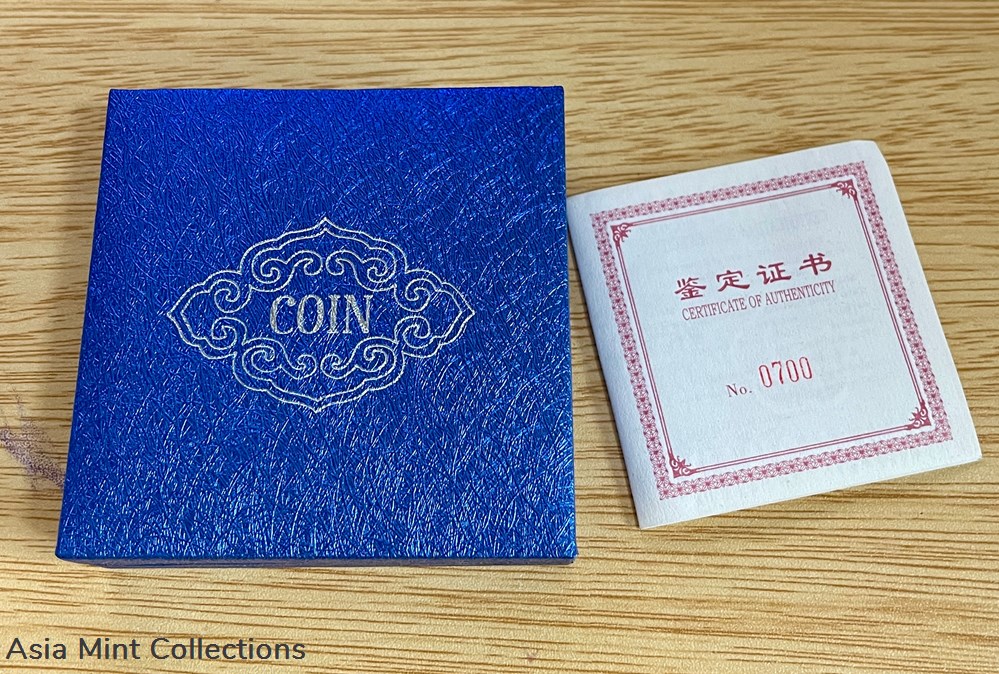 COIN
鉴定证书
CERTIFICATE OF AUTHENTICITY
No. 0700
Asia Mint Collections